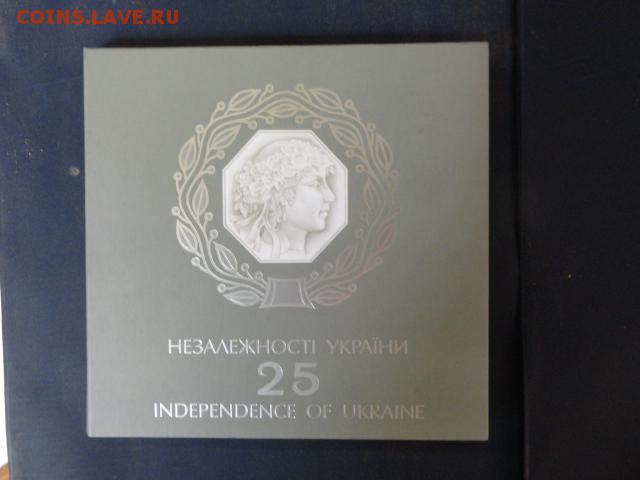 COINS.LAVE.RU
НЕЗАЛЕЖНОСТІ УКРАЇНИ
25
INDEPENDENCE OF UKRAINE